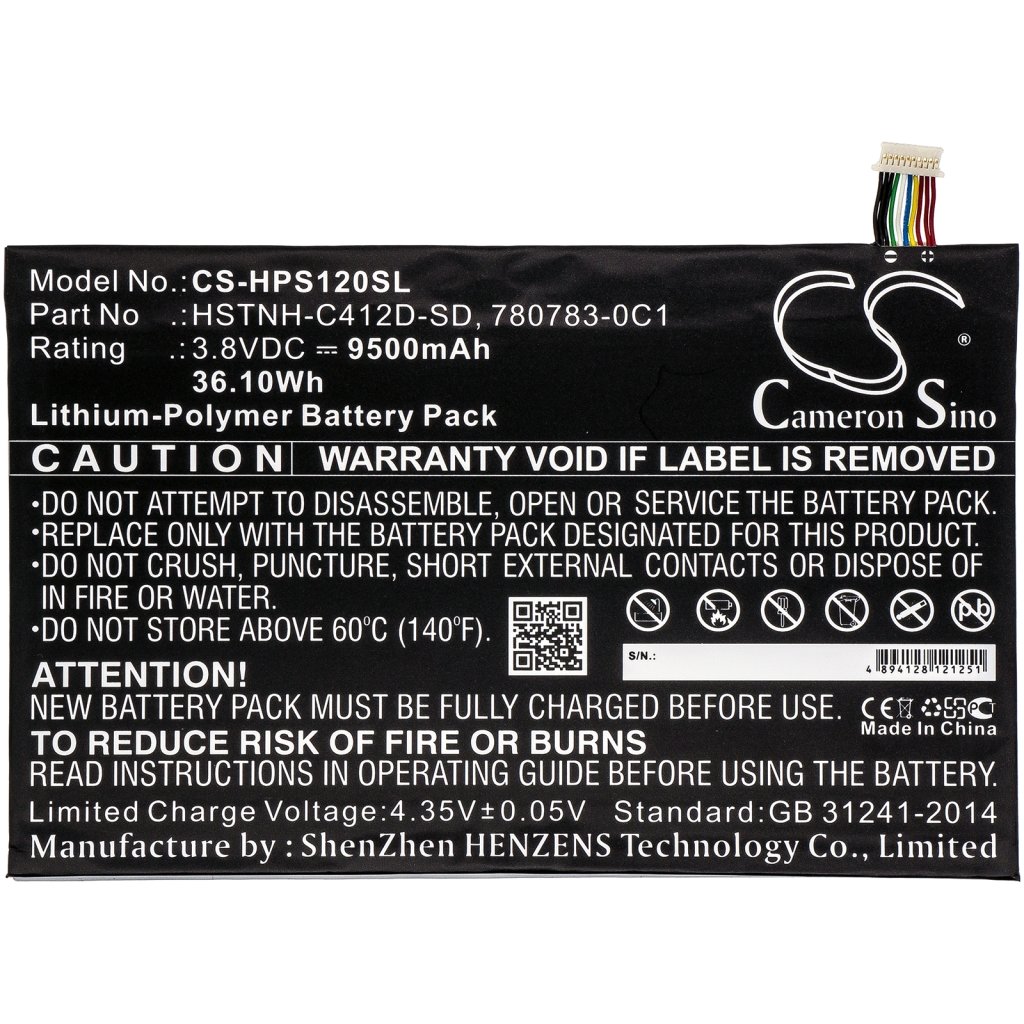 Model No.: CS-HPS120SL
Part No .: HSTNH-C412D-SD, 780783-0C1
Rating .: 3.8VDC ⎓ 9500mAh
36.10Wh
Lithium-Polymer Battery Pack
CS ®
Cameron Sino
CAUTION | WARRANTY VOID IF LABEL IS REMOVED
•DO NOT ATTEMPT TO DISASSEMBLE, OPEN OR SERVICE THE BATTERY PACK.
•REPLACE ONLY WITH THE BATTERY PACK DESIGNATED FOR THIS PRODUCT.
•DO NOT CRUSH, PUNCTURE, SHORT EXTERNAL CONTACTS OR DISPOSE OF
IN FIRE OR WATER.
•DO NOT STORE ABOVE 60°C (140°F).
Pb
S/N.:
4 894128 121251
ATTENTION!
NEW BATTERY PACK MUST BE FULLY CHARGED BEFORE USE.
CE PCT
Made In China
TO REDUCE RISK OF FIRE OR BURNS
READ INSTRUCTIONS IN OPERATING GUIDE BEFORE USING THE BATTERY.
Limited Charge Voltage:4.35V±0.05V Standard:GB 31241-2014
Manufacture by : ShenZhen HENZENS Technology Co., Limited